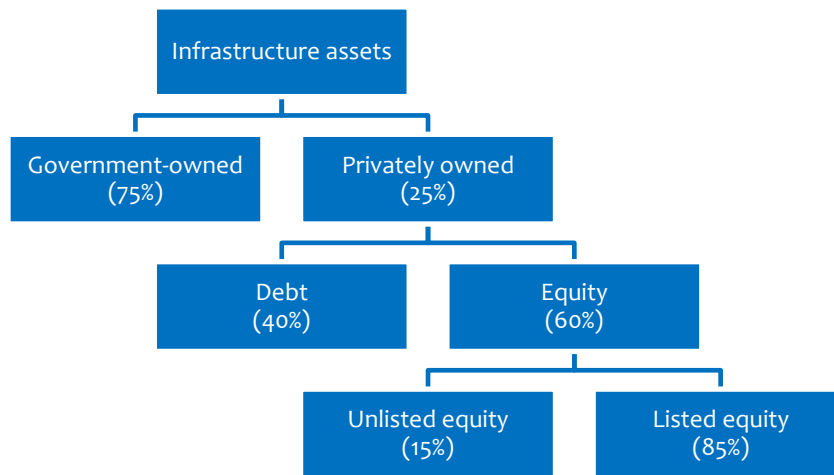 Infrastructure assets
Government-owned
(75%)
Privately owned
(25%)
Debt
(40%)
Equity
(60%)
Unlisted equity
(15%)
Listed equity
(85%)